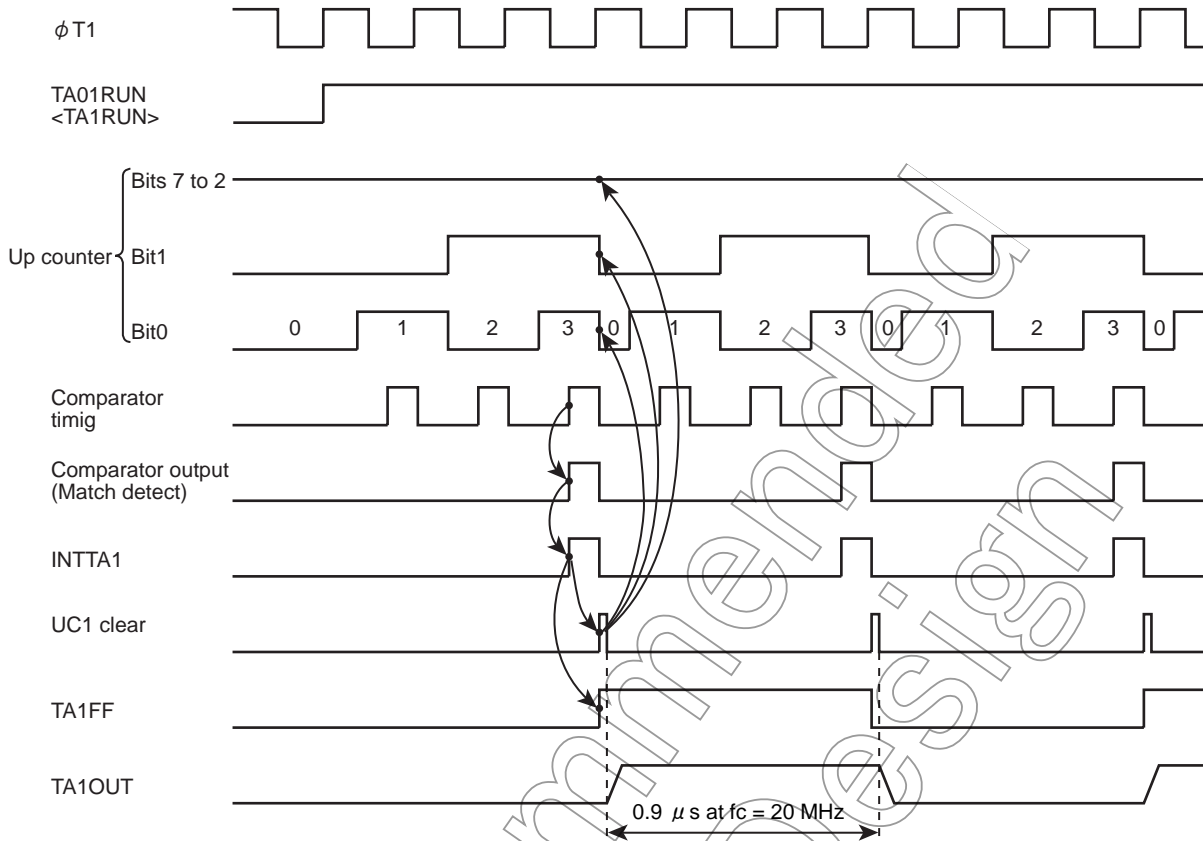 φT1
TA01RUN
<TA1RUN>
Up counter
Bits 7 to 2
Bit1
Bit0
0 1 2 3 0 1 2 3 0 1 2 3 0
Comparator
timig
Comparator output
(Match detect)
INTTA1
UC1 clear
TA1FF
TA1OUT
0.9 μs at fc = 20 MHz
mmended
esign